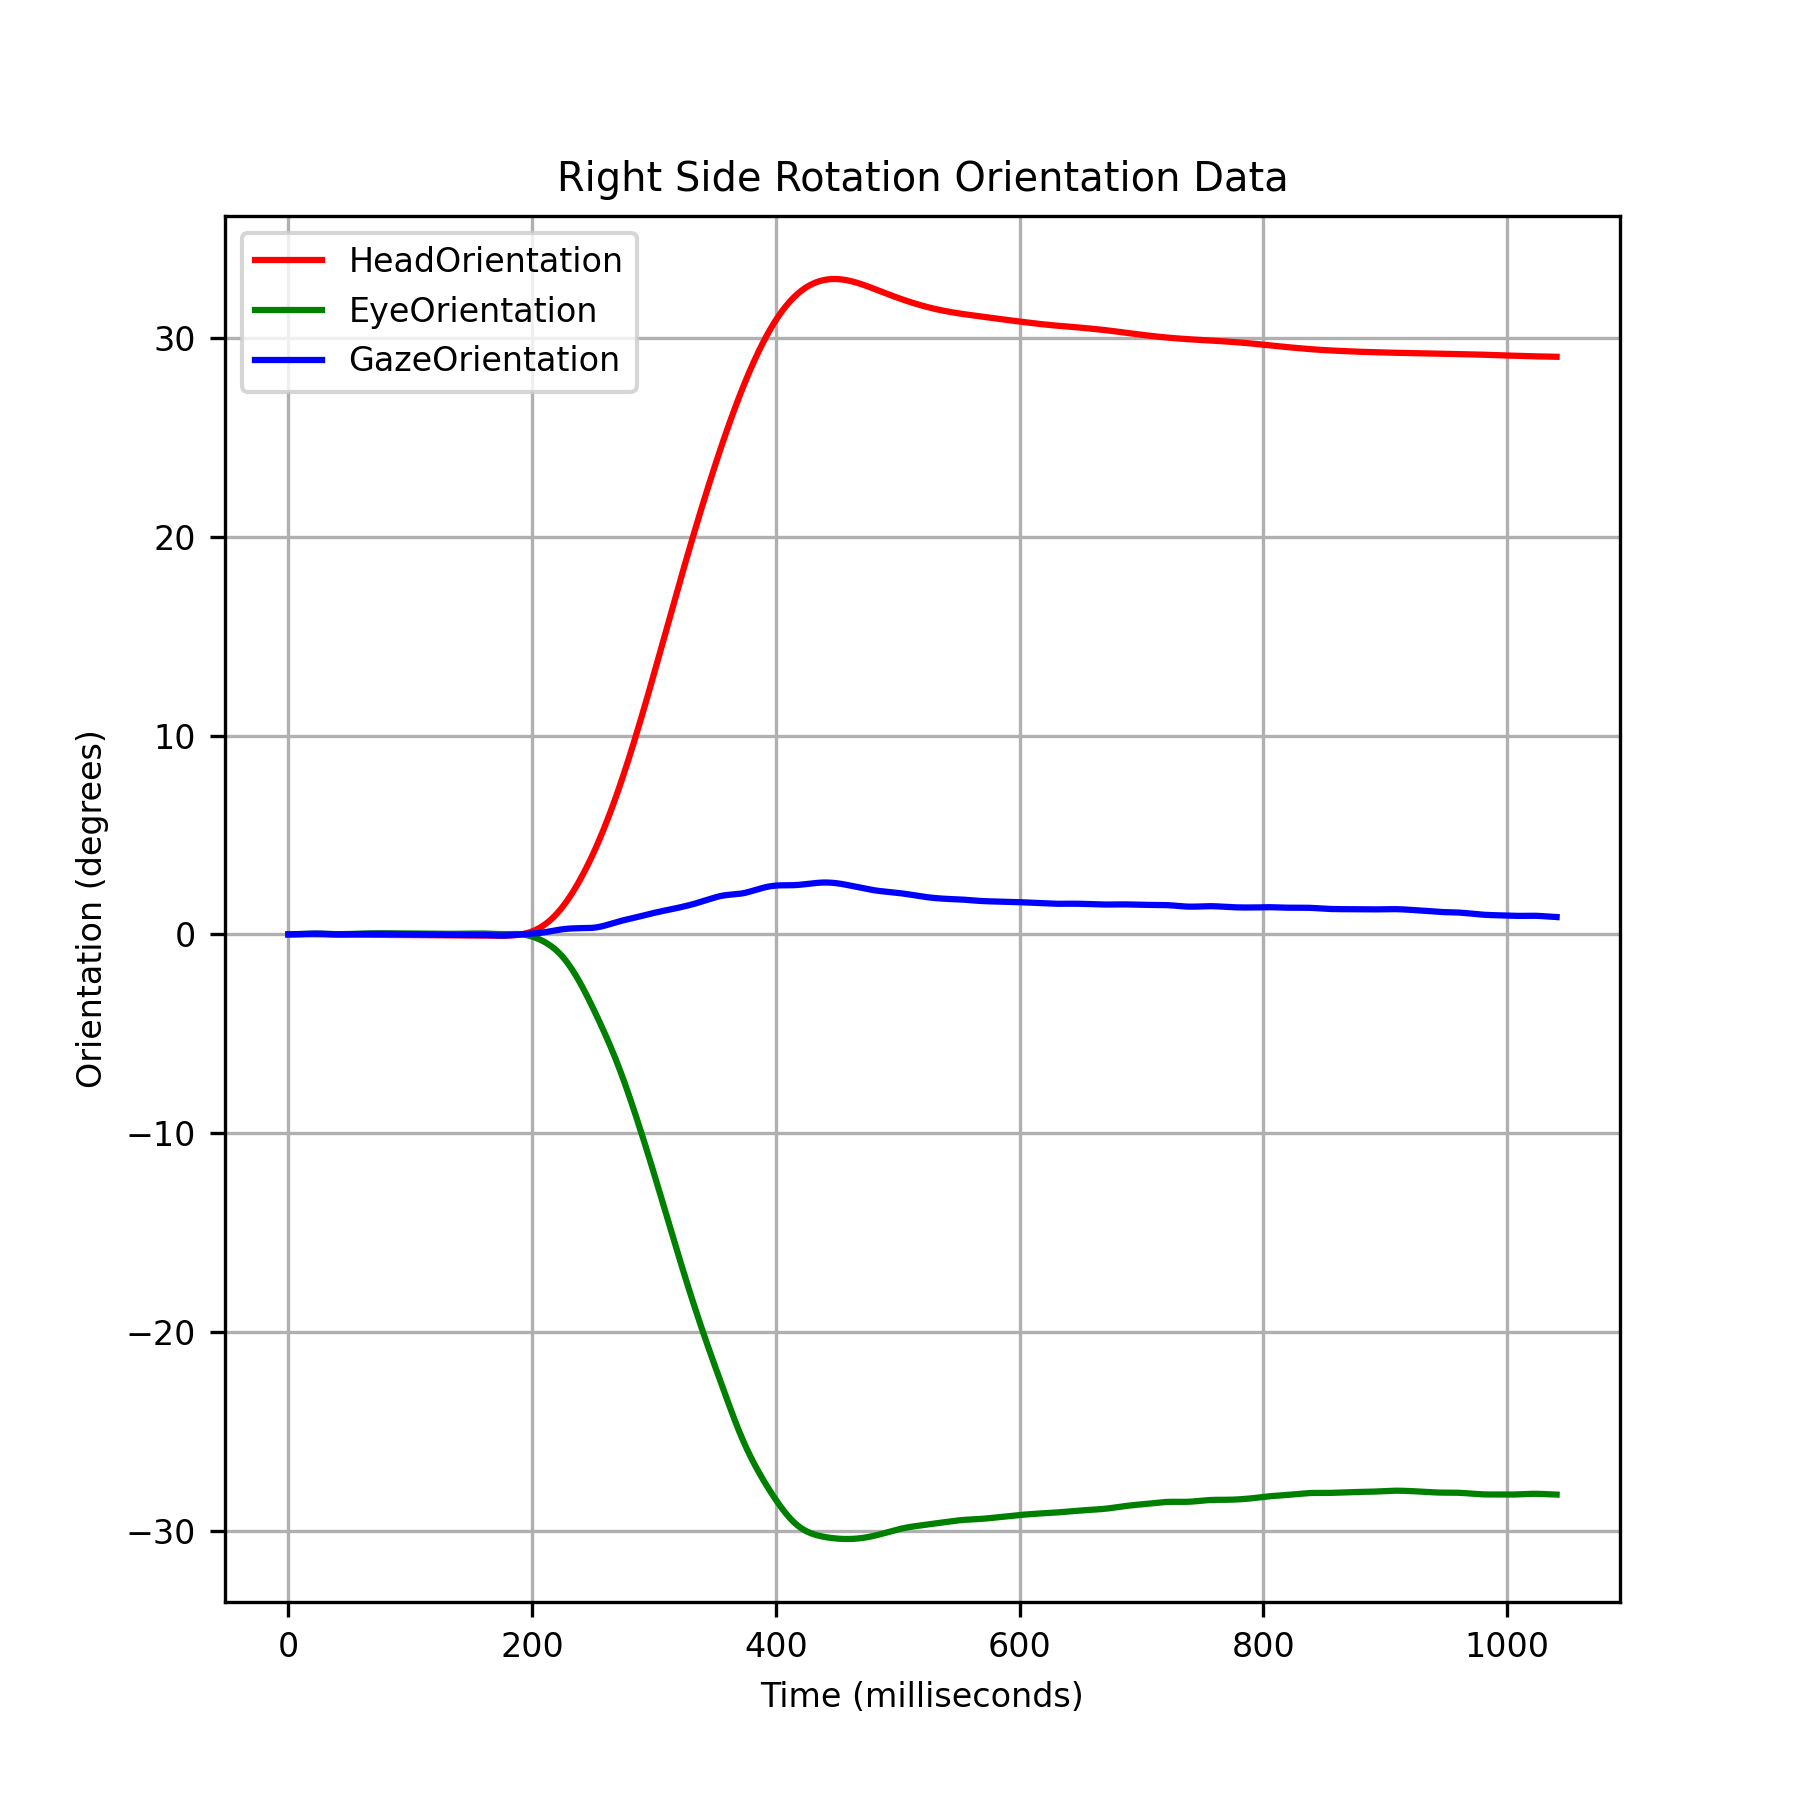 Right Side Rotation Orientation Data
HeadOrientation
EyeOrientation
GazeOrientation
Orientation (degrees)
30
20
10
0
−10
−20
−30
0 200 400 600 800 1000
Time (milliseconds)